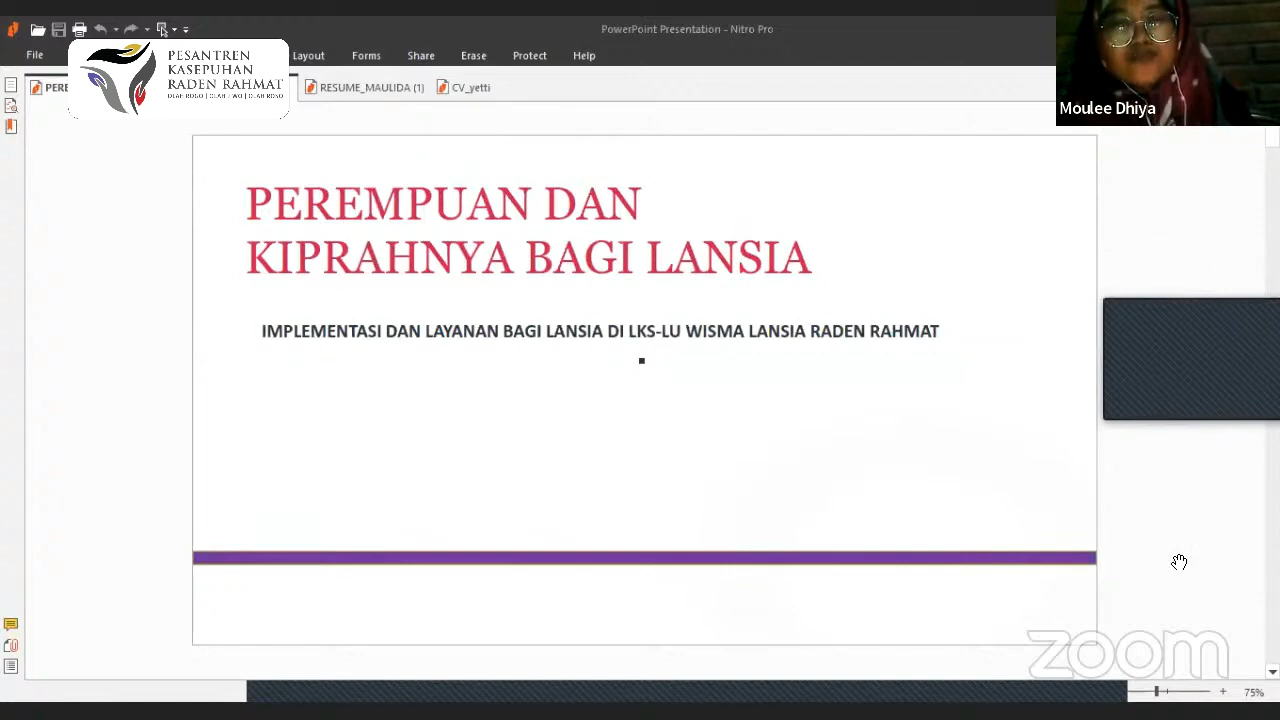 PowerPoint Presentation - Nitro Pro
File
Layout
Forms
Share
Erase
Protect
Help
PESANTREN
KASEPUHAN
RADEN RAHMAT
RESUME_MAULIDA (1)
CV_yetti
Moulee Dhiya
PEREMPUAN DAN
KIPRAHNYA BAGI LANSIA
IMPLEMENTASI DAN LAYANAN BAGI LANSIA DI LKS-LU WISMA LANSIA RADEN RAHMAT
zoom
75%